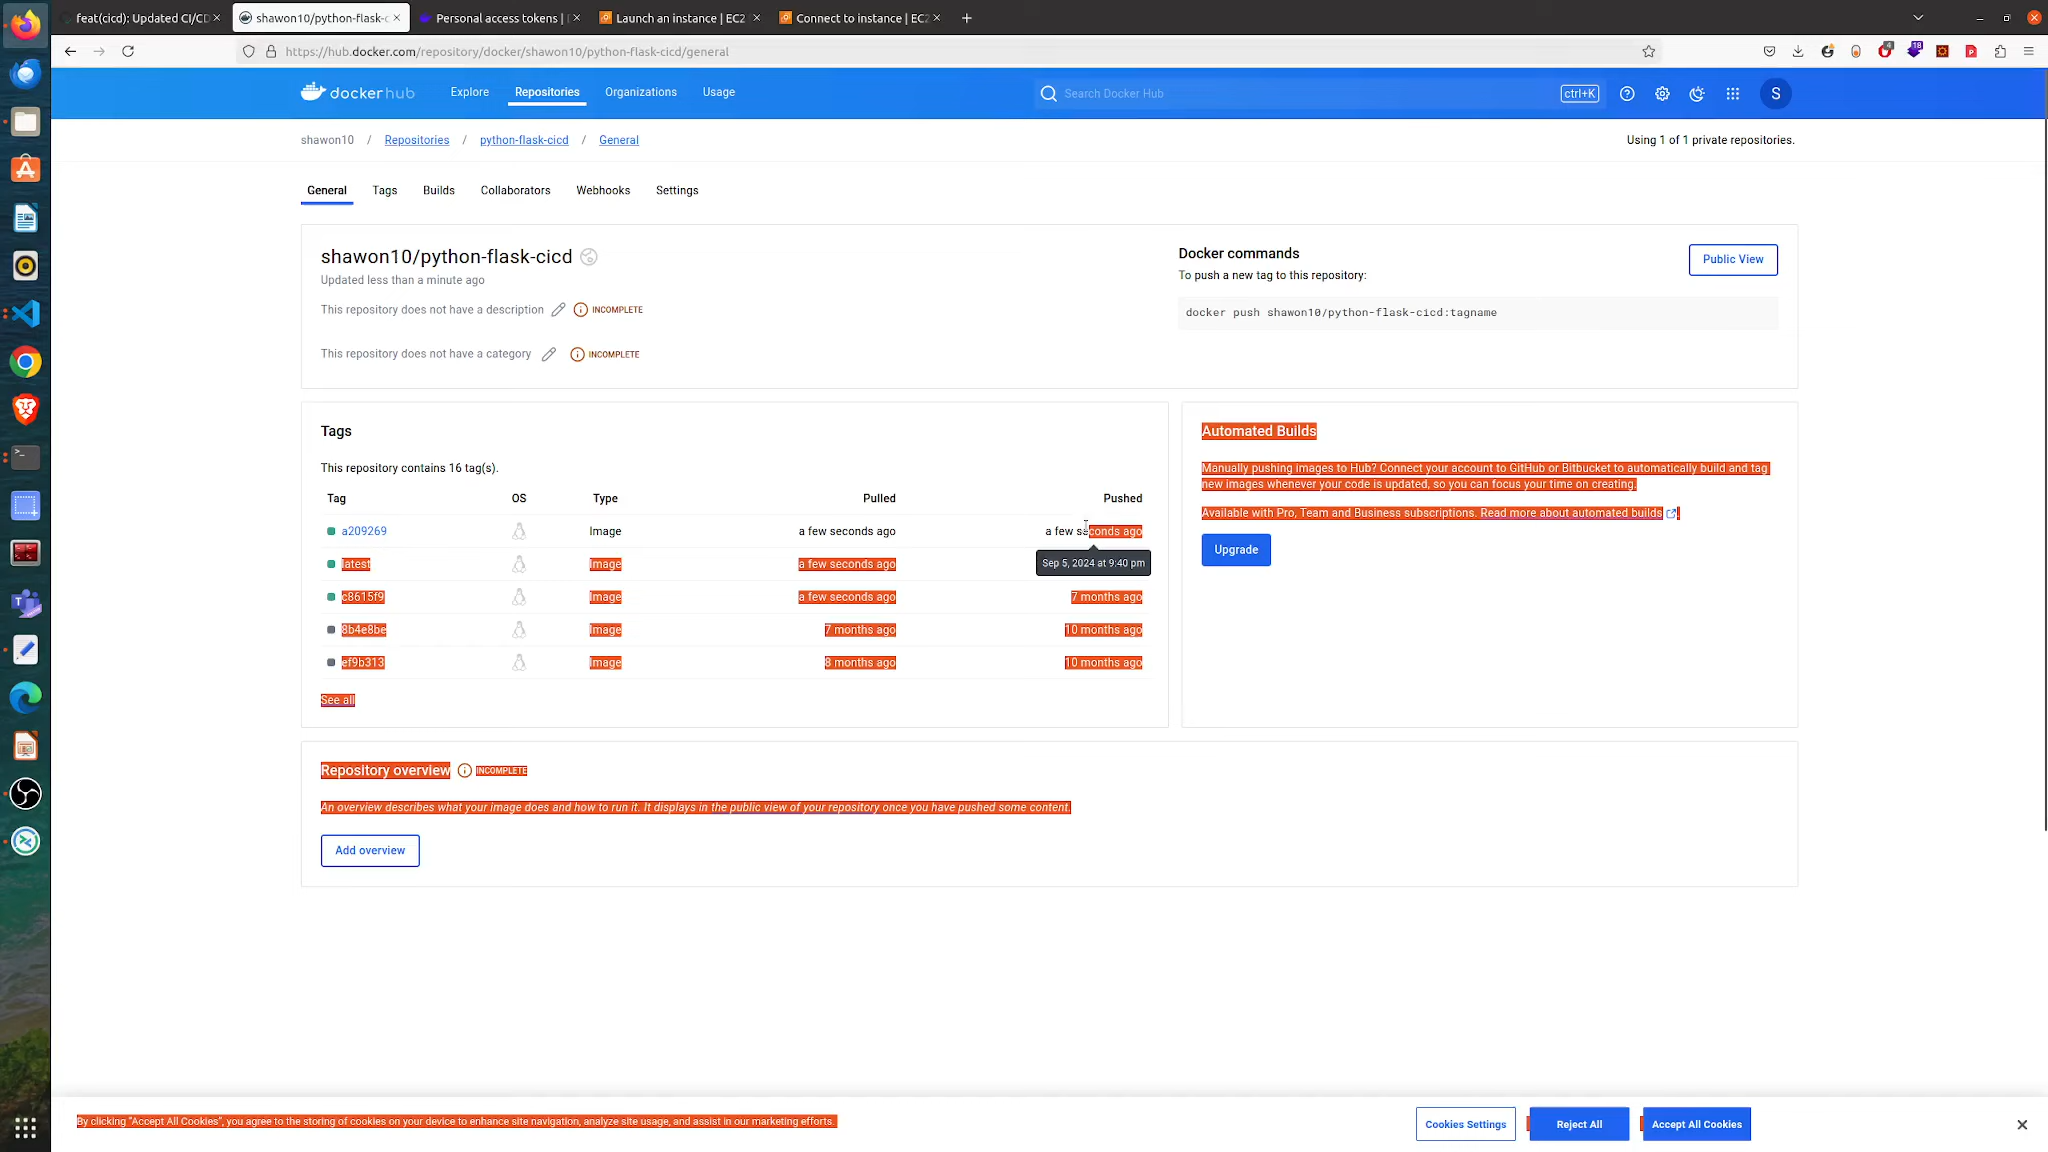 feat(cicd): Updated CI/CD
shawon10/python-flask-c
Personal access tokens | D
Launch an instance | EC2
Connect to instance | EC2
https://hub.docker.com/repository/docker/shawon10/python-flask-cicd/general
4
18
dockerhub
Explore
Repositories
Organizations
Usage
Search Docker Hub
ctrl+K
S
shawon10 / Repositories / python-flask-cicd / General
Using 1 of 1 private repositories.
General
Tags
Builds
Collaborators
Webhooks
Settings
shawon10/python-flask-cicd
Updated less than a minute ago
This repository does not have a description
INCOMPLETE
This repository does not have a category
INCOMPLETE
Docker commands
To push a new tag to this repository:
Public View
docker push shawon10/python-flask-cicd:tagname
Tags
This repository contains 16 tag(s).
Tag OS Type Pulled Pushed
a209269 Image a few seconds ago a few seconds ago
Sep 5, 2024 at 9:40 pm
latest Image a few seconds ago
c8615f9 Image a few seconds ago 7 months ago
8b4e8be Image 7 months ago 10 months ago
ef9b313 Image 8 months ago 10 months ago
See all
Automated Builds
Manually pushing images to Hub? Connect your account to GitHub or Bitbucket to automatically build and tag
new images whenever your code is updated, so you can focus your time on creating.
Available with Pro, Team and Business subscriptions. Read more about automated builds
Upgrade
Repository overview
INCOMPLETE
An overview describes what your image does and how to run it. It displays in the public view of your repository once you have pushed some content.
Add overview
By clicking "Accept All Cookies", you agree to the storing of cookies on your device to enhance site navigation, analyze site usage, and assist in our marketing efforts.
Cookies Settings
Reject All
Accept All Cookies